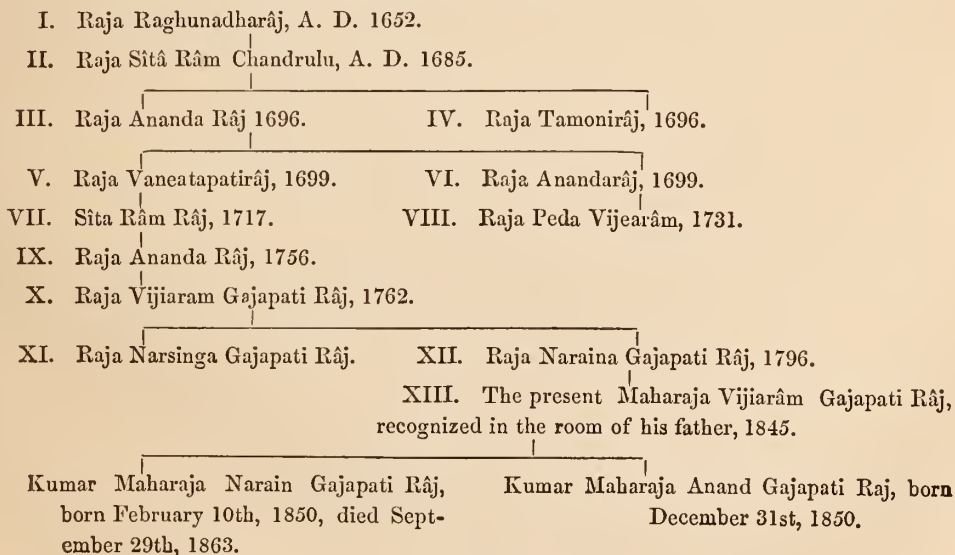 I. Raja Raghunadharâj, A. D. 1652.
II. Raja Sîtâ Râm Chandrulu, A. D. 1685.
III. Raja Ananda Râj 1696. IV. Raja Tamonirâj, 1696.
V. Raja Vaneatapatirâj, 1699. VI. Raja Anandarâj, 1699.
VII. Sîta Râm Râj, 1717. VIII. Raja Peda Vijearâm, 1731.
IX. Raja Ananda Râj, 1756.
X. Raja Vijiaram Gajapati Râj, 1762.
XI. Raja Narsinga Gajapati Râj. XII. Raja Naraina Gajapati Râj, 1796.
XIII. The present Maharaja Vijiarâm Gajapati Râj,
recognized in the room of his father, 1845.
Kumar Maharaja Narain Gajapati Râj, Kumar Maharaja Anand Gajapati Raj, born
born February 10th, 1850, died Sept- December 31st, 1850.
ember 29th, 1863.